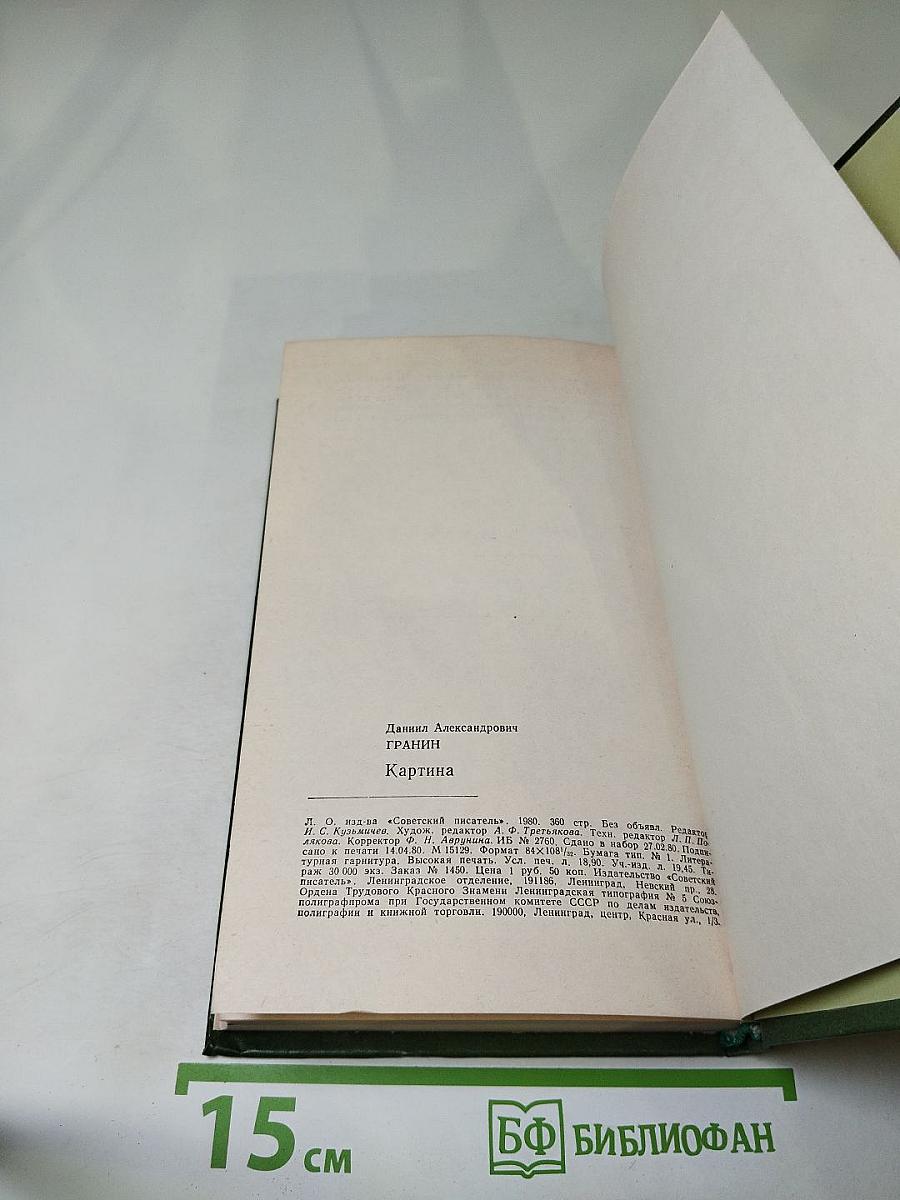 Даниил Александрович
ГРАНИН
Картина
Л. О. изд-ва «Советский писатель». 1980. 360 стр. Без объявл. Редактор
И. С. Кузьмичев. Худож. редактор А. Ф. Третьякова. Техн. редактор Л. П. По-
лякова. Корректор Ф. Н. Аврунина. ИБ № 2760. Сдано в набор 27.02.80. Подпи-
сано к печати 14.04.80. М 15129. Формат 84×108¹/₃₂. Бумага тип. № 1. Литера-
турная гарнитура. Высокая печать. Усл. печ. л. 18,90. Уч.-изд. л. 19,45. Ти-
раж 30 000 экз. Заказ № 1450. Цена 1 руб. 50 коп. Издательство «Советский
писатель». Ленинградское отделение, 191186, Ленинград, Невский пр., 28.
Ордена Трудового Красного Знамени Ленинградская типография № 5 Союз-
полиграфпрома при Государственном комитете СССР по делам издательств,
полиграфии и книжной торговли. 190000, Ленинград, центр, Красная ул., 1/3.
15 см
БФ БИБЛИОФАН